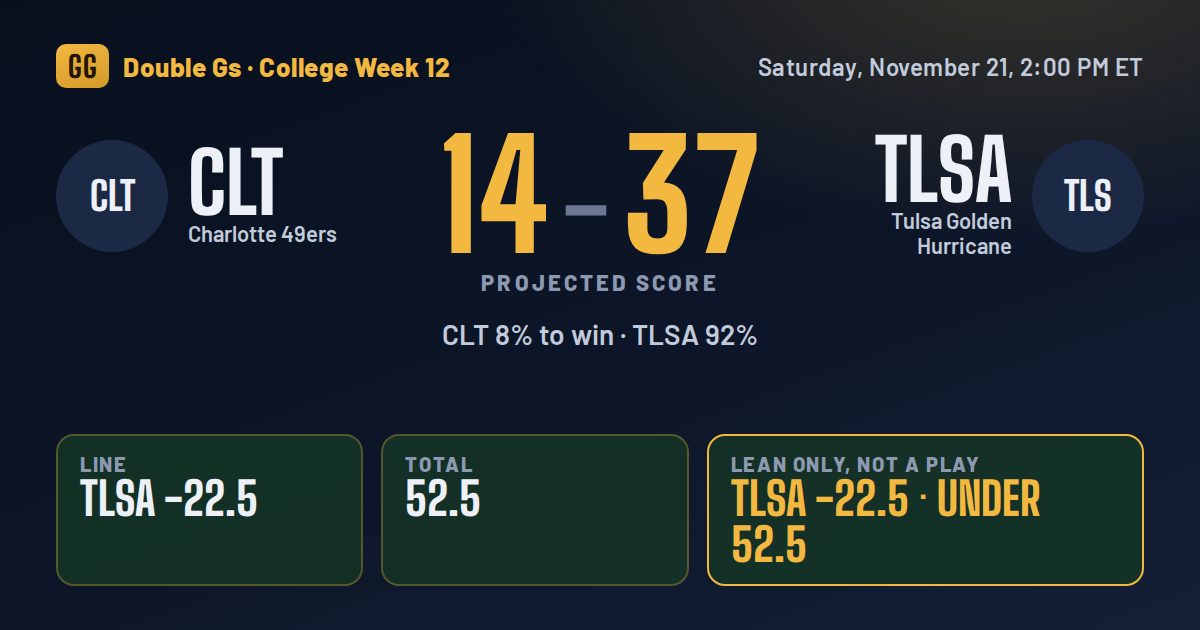 GG
Double Gs · College Week 12
Saturday, November 21, 2:00 PM ET
CLT
CLT
Charlotte 49ers
14 – 37
PROJECTED SCORE
CLT 8% to win · TLSA 92%
TLSA
Tulsa Golden
Hurricane
TLS
LINE
TLSA −22.5
TOTAL
52.5
LEAN ONLY, NOT A PLAY
TLSA −22.5 · UNDER
52.5